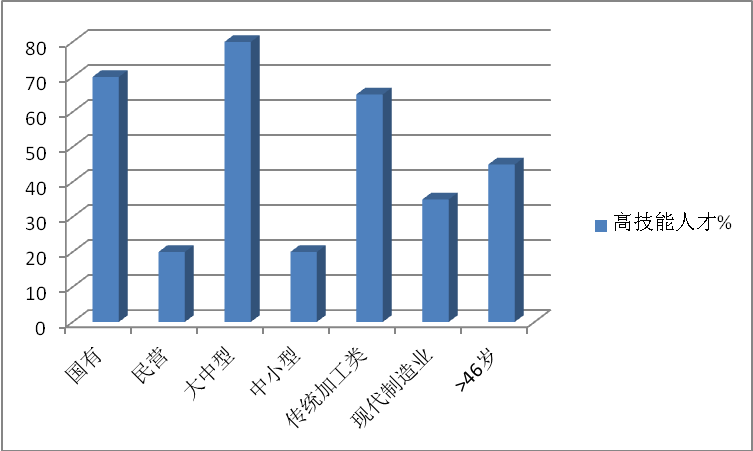 80
70
60
50
40
30
20
10
0
国有
民营
大中型
中小型
传统加工类
现代制造业
>46岁
高技能人才%